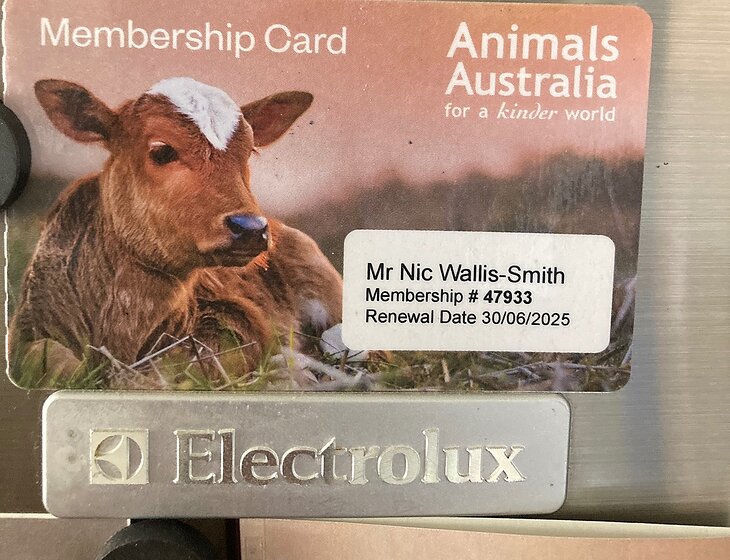 Membership Card
Animals
Australia
for a kinder world
Mr Nic Wallis-Smith
Membership # 47933
Renewal Date 30/06/2025
Electrolux